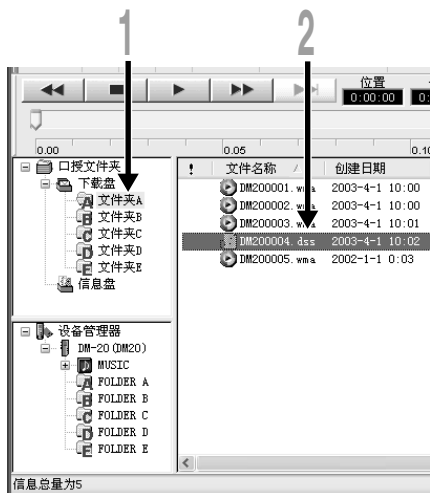 1 2
位置
0:00:00
0.00 0.05 0.10
口授文件夹
下载盘
文件夹A
文件夹B
文件夹C
文件夹D
文件夹E
信息盘
! 文件名称 创建日期
DM200001.wma 2003-4-1 10:00
DM200002.wma 2003-4-1 10:00
DM200003.wma 2003-4-1 10:01
DM200004.dss 2003-4-1 10:02
DM200005.wma 2002-1-1 0:03
设备管理器
DM-20 (DM20)
MUSIC
FOLDER A
FOLDER B
FOLDER C
FOLDER D
FOLDER E
信息总量为5